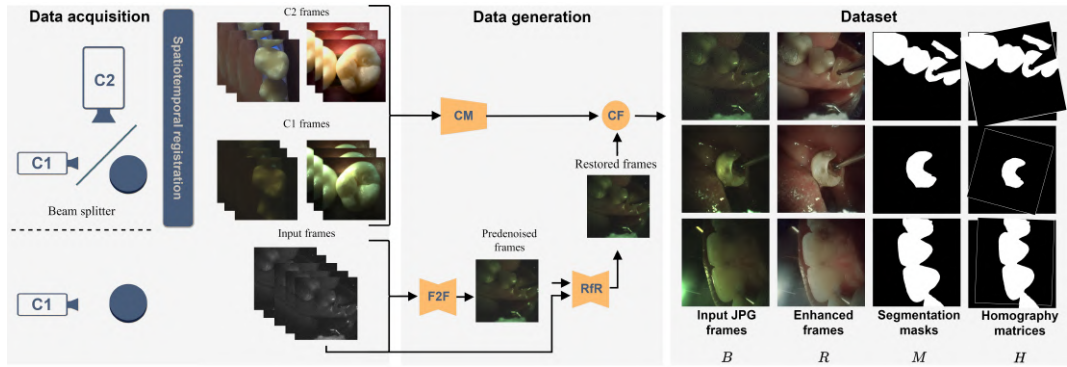 Data acquisition
C2
C1
Beam splitter
C1
Spatiotemporal registration
C2 frames
C1 frames
Input frames
Data generation
CM
CF
Restored frames
Predenoised
frames
F2F
RfR
Dataset
Input JPG
frames
B
Enhanced
frames
R
Segmentation
masks
M
Homography
matrices
H